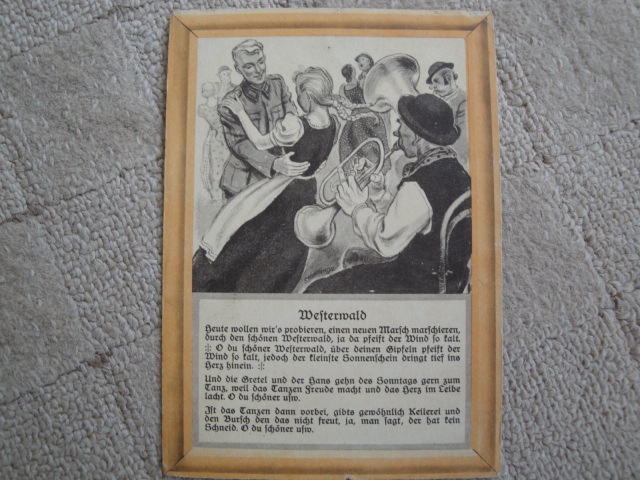 Westerwald
Heute wollen wir's probieren, einen neuen Marsch marschieren,
durch den schönen Westerwald, ja da pfeift der Wind so kalt.
:|: O du schöner Westerwald, über deinen Gipfeln pfeift der
Wind so kalt, jedoch der kleinste Sonnenschein dringt tief ins
Herz hinein. :|:
Und die Gretel und der Hans gehn des Sonntags gern zum
Tanz, weil das Tanzen Freude macht und das Herz im Leibe
lacht. O du schöner usw.
Ist das Tanzen dann vorbei, gibts gewöhnlich Keilerei und
den Bursch den das nicht freut, ja, man sagt, der hat kein
Schneid. O du schöner usw.